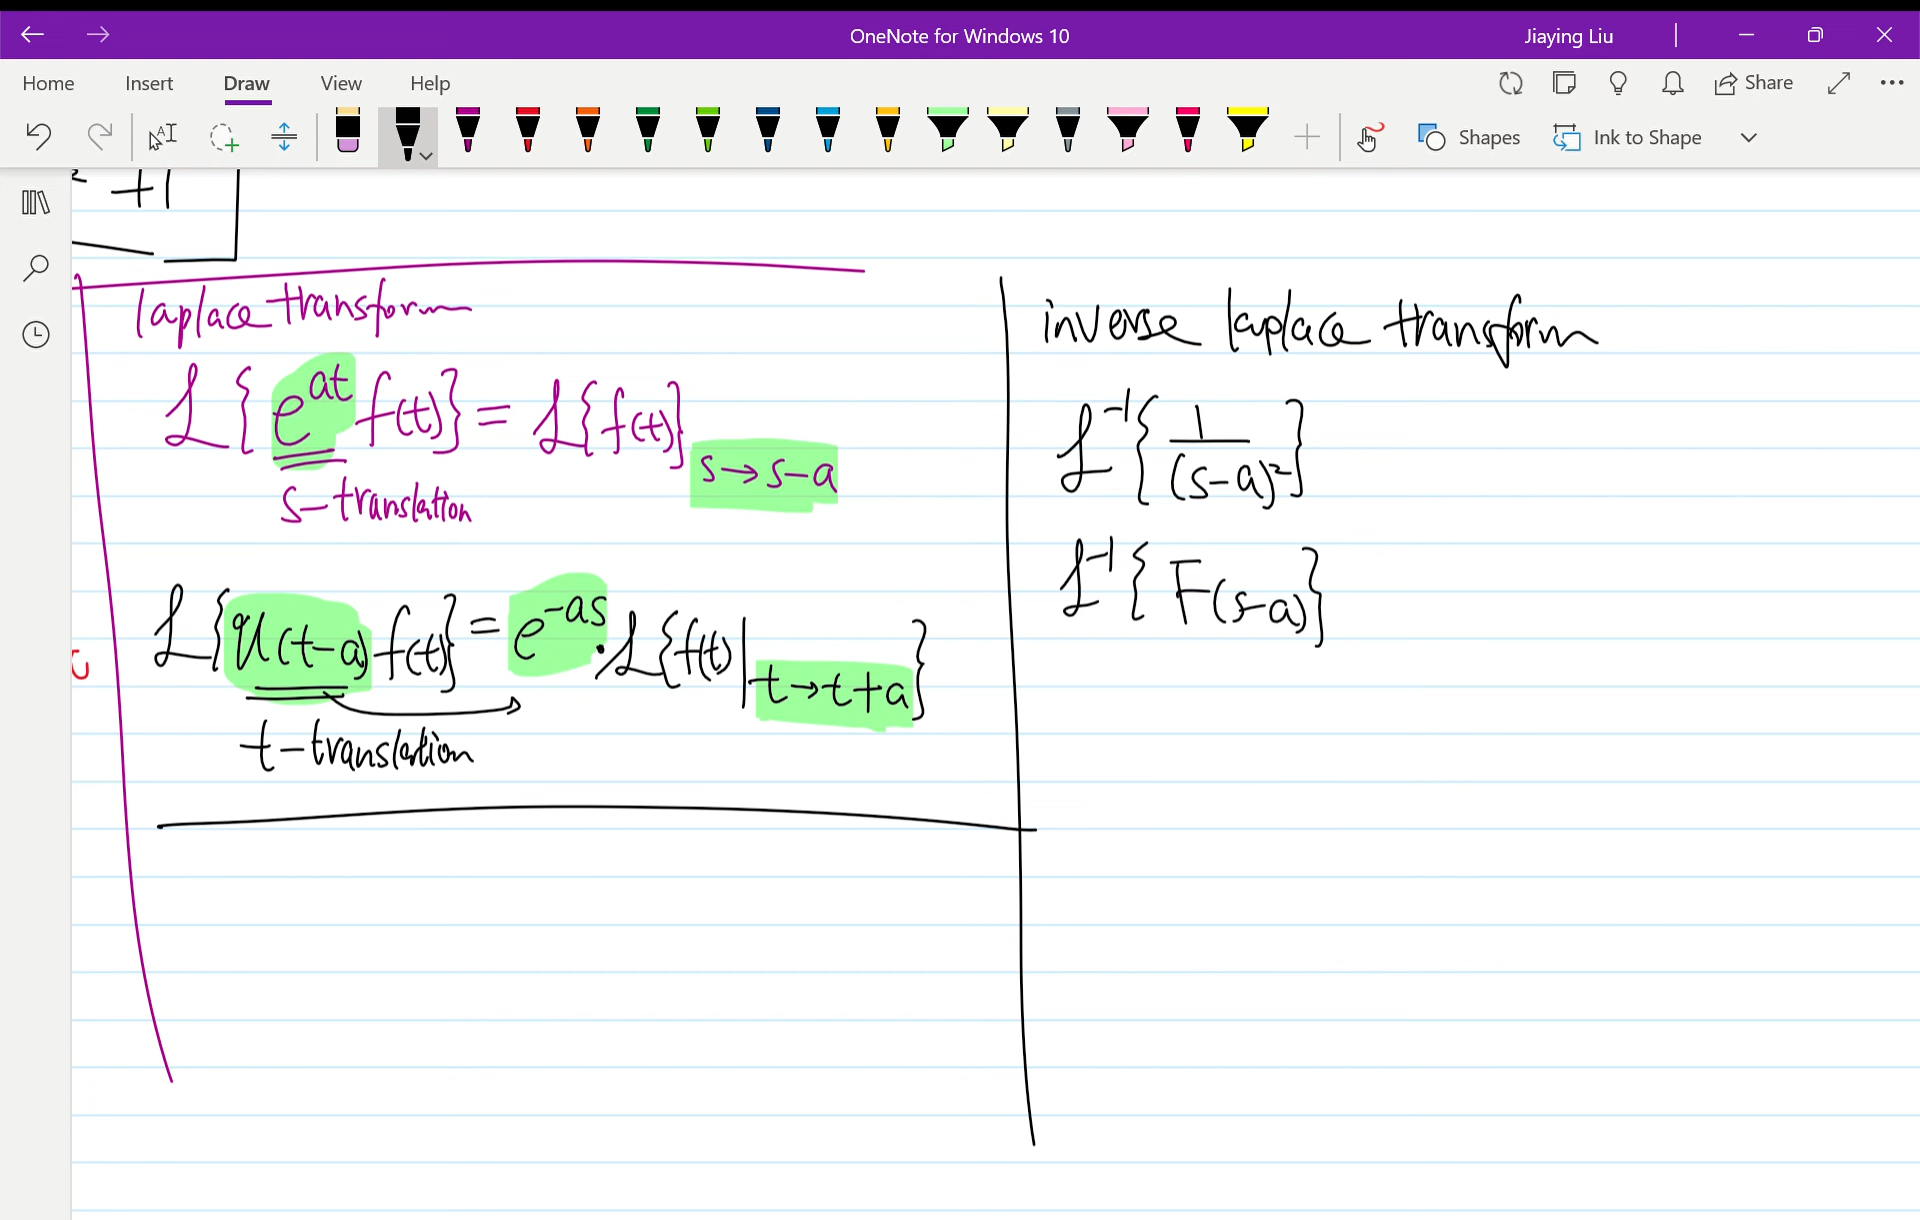 OneNote for Windows 10
Jiaying Liu
Home Insert Draw View Help
Share
Shapes
Ink to Shape
+1
laplace transform
ℒ{e^{at} f(t)} = ℒ{f(t)} s→s-a
s-translation
ℒ{u(t-a) f(t)} = e^{-as} · ℒ{f(t)| t→t+a}
t-translation
inverse laplace transform
ℒ^{-1}{1/(s-a)^2}
ℒ^{-1}{F(s-a)}